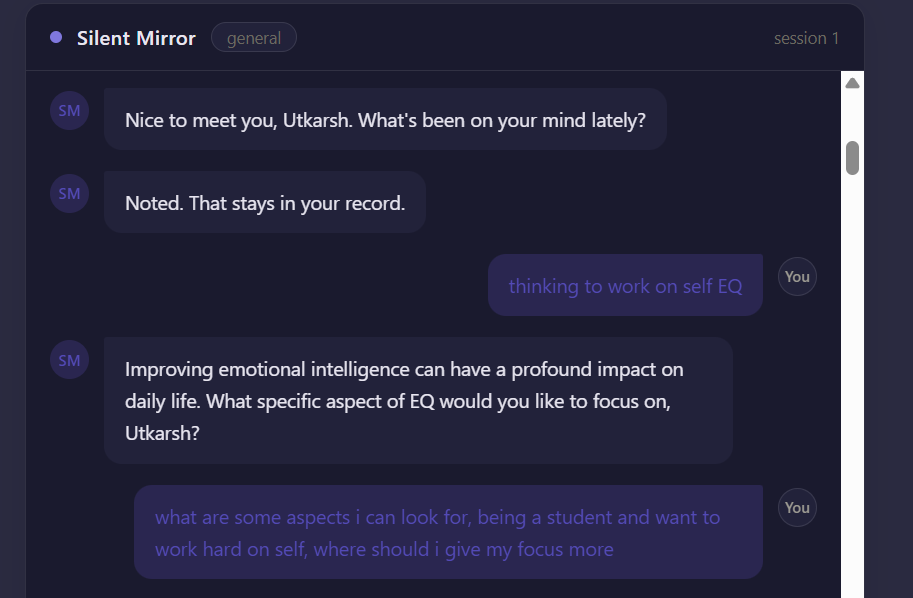 Silent Mirror
general
session 1
SM
Nice to meet you, Utkarsh. What's been on your mind lately?
SM
Noted. That stays in your record.
thinking to work on self EQ
You
SM
Improving emotional intelligence can have a profound impact on
daily life. What specific aspect of EQ would you like to focus on,
Utkarsh?
what are some aspects i can look for, being a student and want to
work hard on self, where should i give my focus more
You